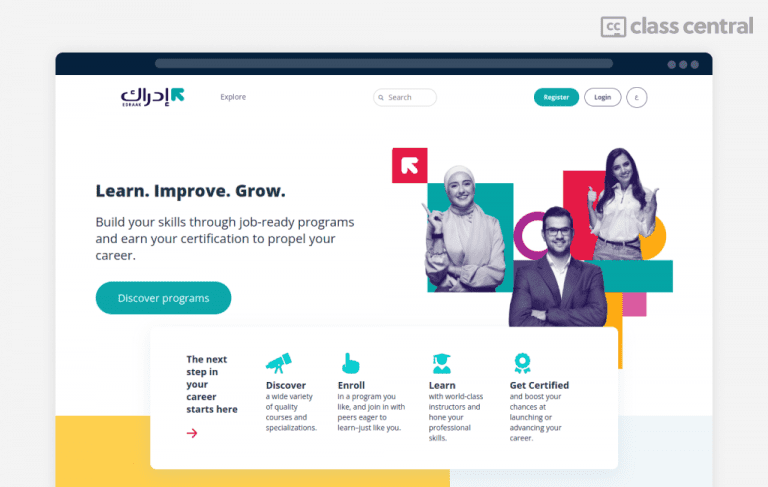 cc class central
إدراك
EDRAAK
Explore
Search
Register
Login
ع
Learn. Improve. Grow.
Build your skills through job-ready programs
and earn your certification to propel your
career.
Discover programs
The next
step in
your
career
starts here
Discover
a wide variety
of quality
courses and
specializations.
Enroll
in a program you
like, and join in with
peers eager to
learn–just like you.
Learn
with world-class
instructors and
hone your
professional
skills.
Get Certified
and boost your
chances at
launching or
advancing your
career.